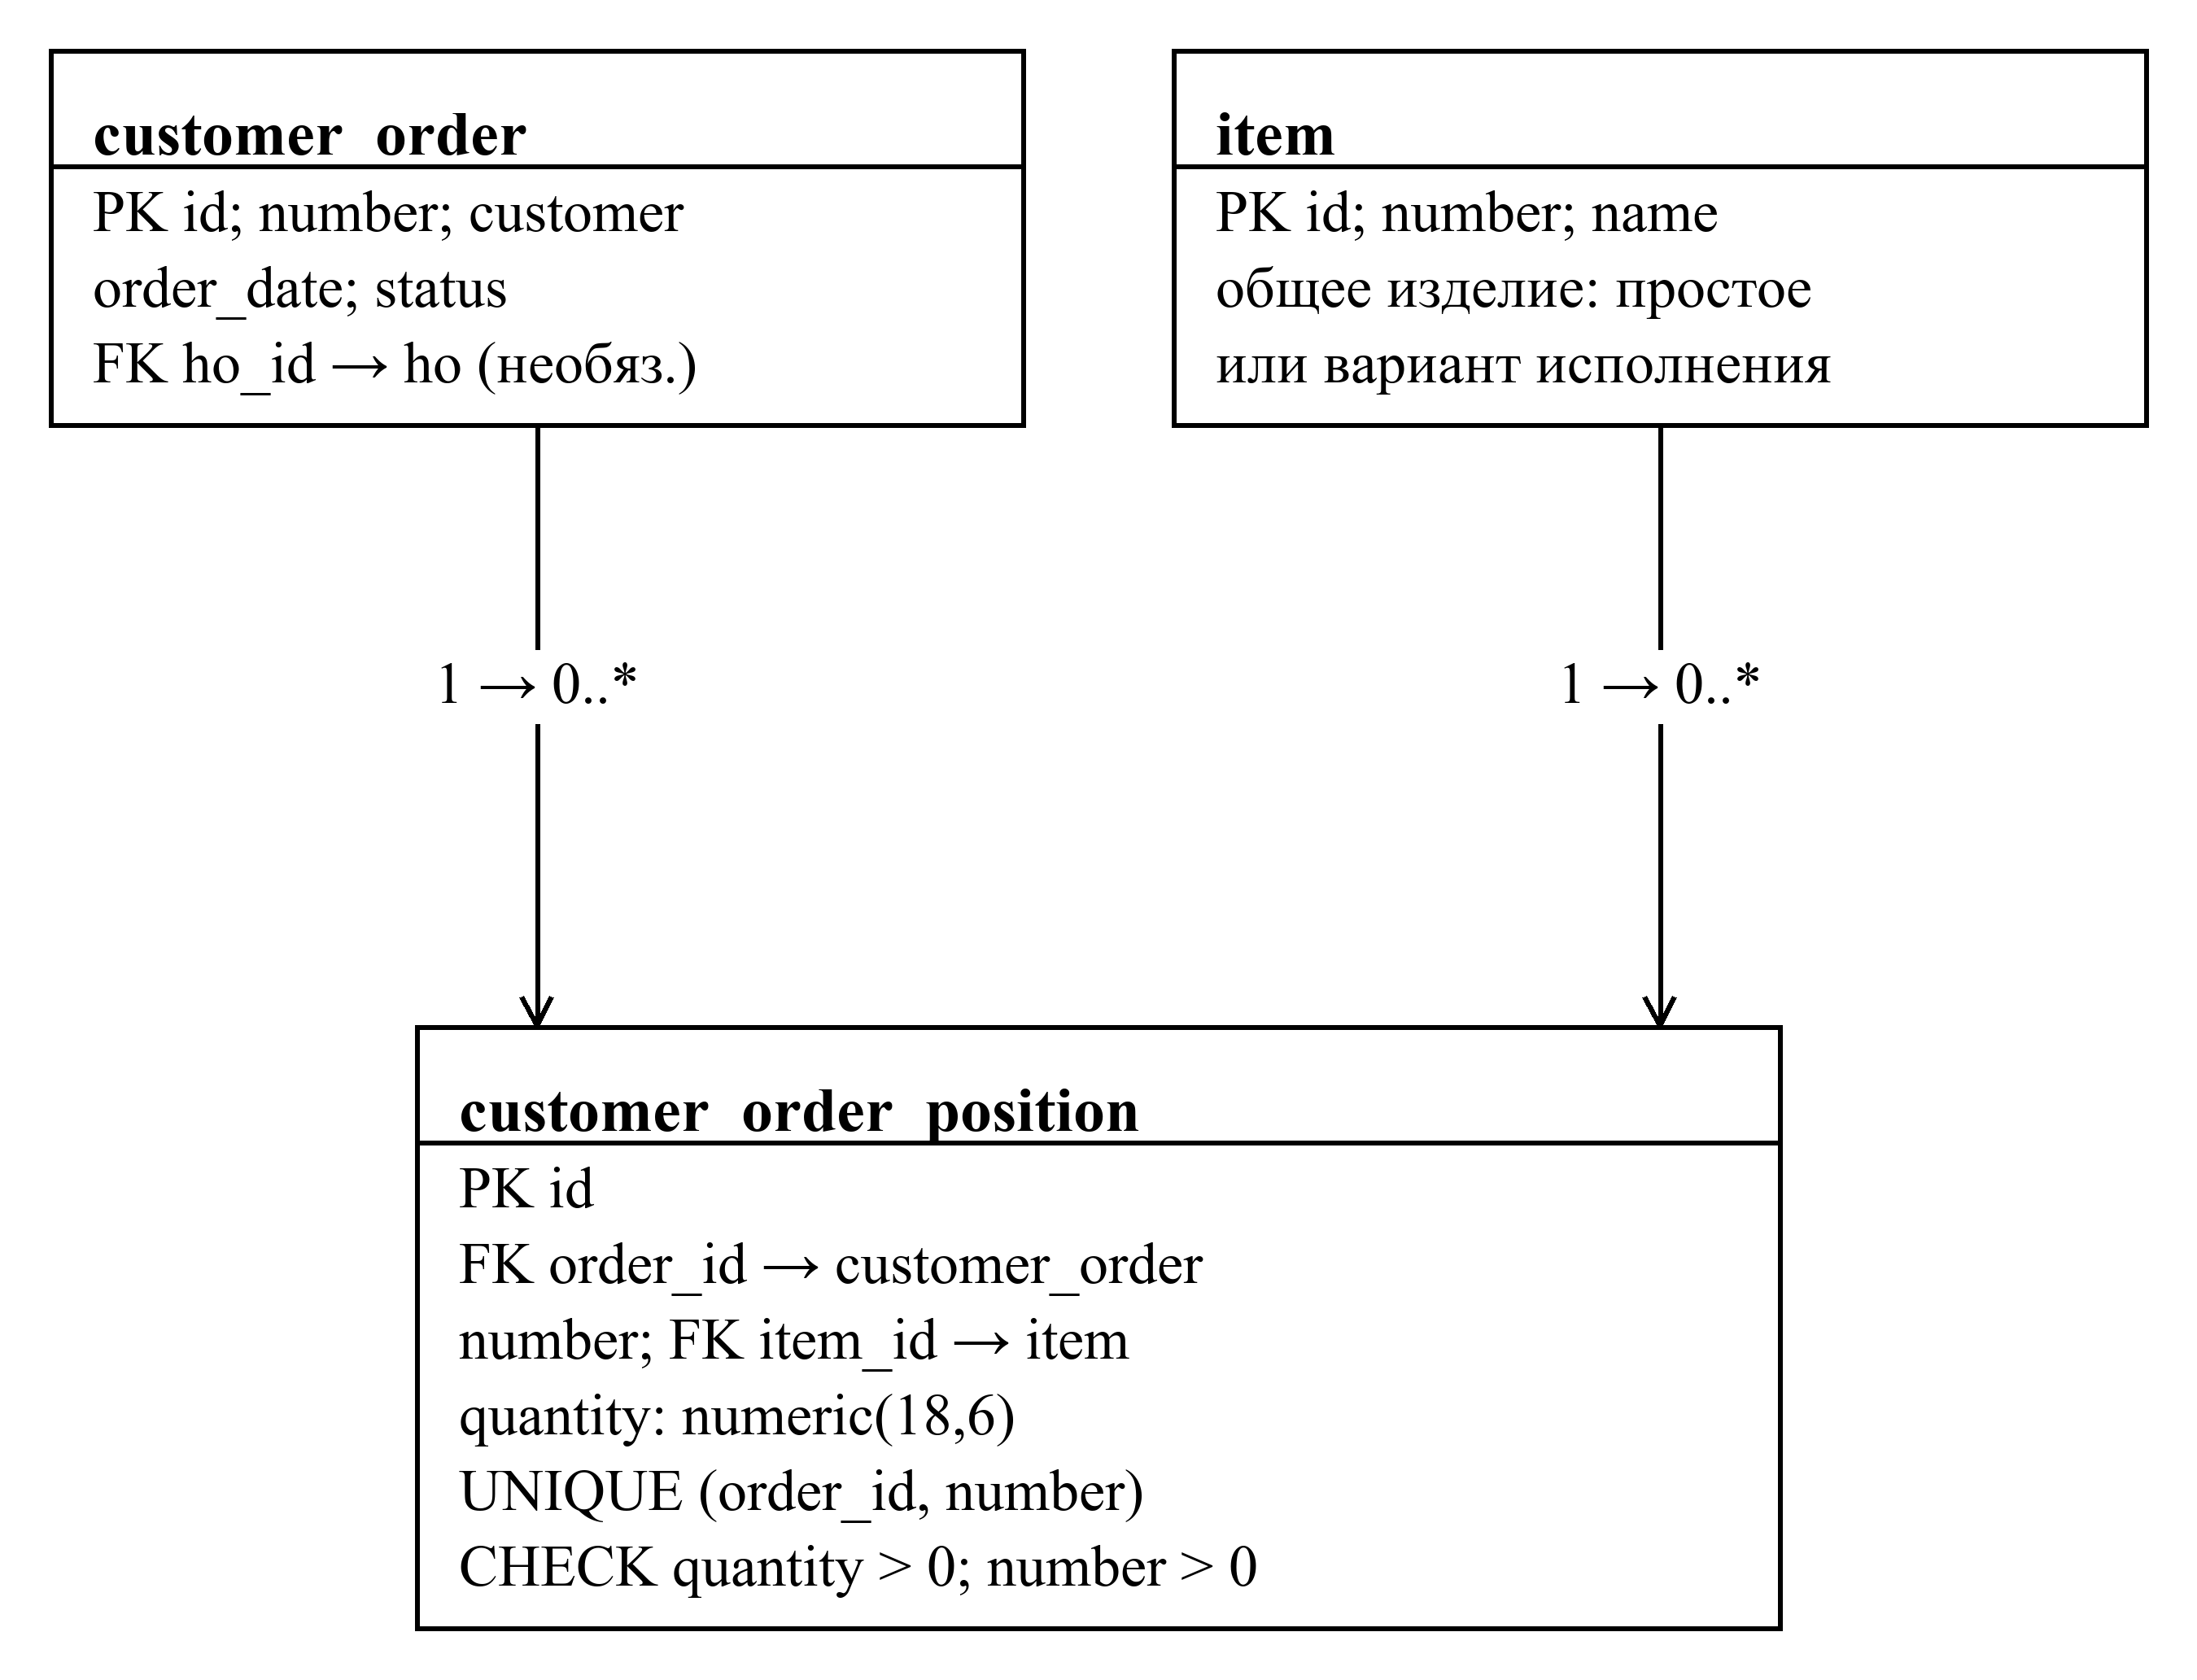 customer_order
PK id; number; customer
order_date; status
FK ho_id → ho (необяз.)
item
PK id; number; name
общее изделие: простое
или вариант исполнения
1 → 0..*
1 → 0..*
customer_order_position
PK id
FK order_id → customer_order
number; FK item_id → item
quantity: numeric(18,6)
UNIQUE (order_id, number)
CHECK quantity > 0; number > 0